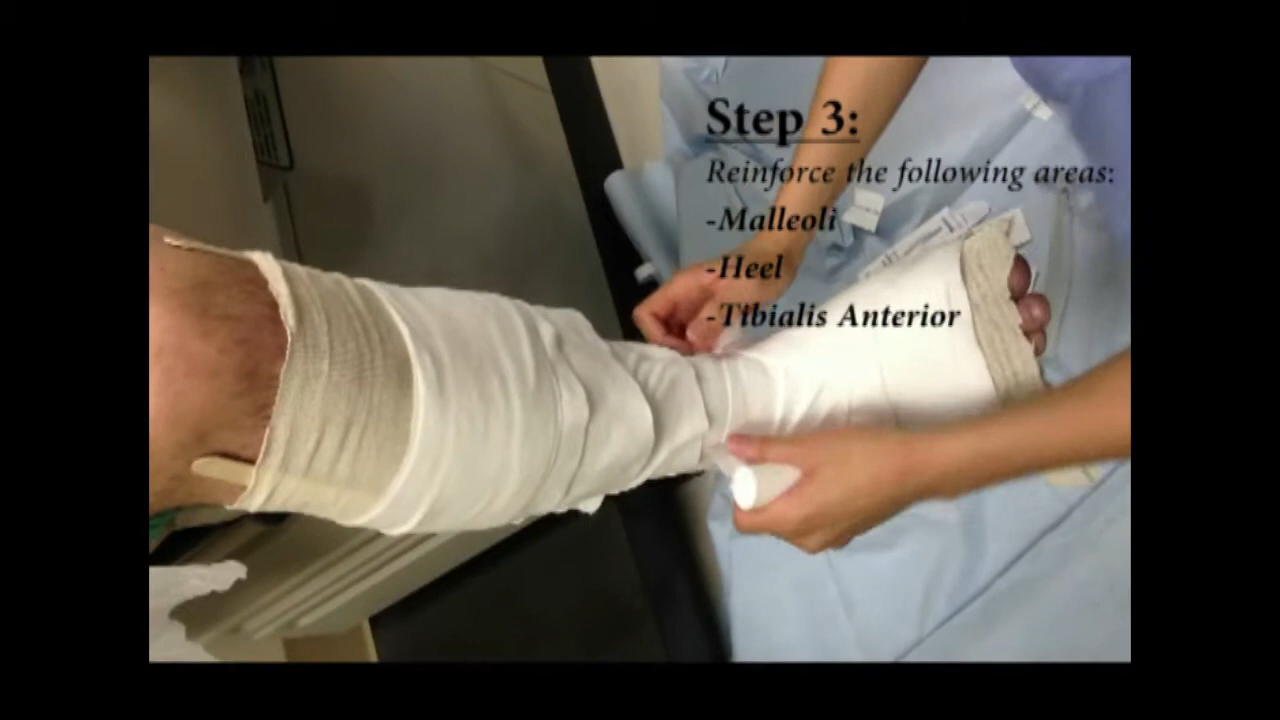 Step 3:
Reinforce the following areas:
-Malleoli
-Heel
-Tibialis Anterior